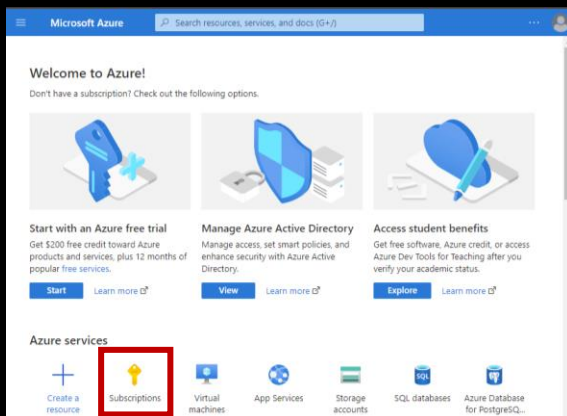 Microsoft Azure
Search resources, services, and docs (G+/)
Welcome to Azure!
Don't have a subscription? Check out the following options.
Start with an Azure free trial
Get $200 free credit toward Azure
products and services, plus 12 months of
popular free services.
Start Learn more
Manage Azure Active Directory
Manage access, set smart policies, and
enhance security with Azure Active
Directory.
View Learn more
Access student benefits
Get free software, Azure credit, or access
Azure Dev Tools for Teaching after you
verify your academic status.
Explore Learn more
Azure services
Create a
resource
Subscriptions
Virtual
machines
App Services
Storage
accounts
SQL
SQL databases
Azure Database
for PostgreSQ...